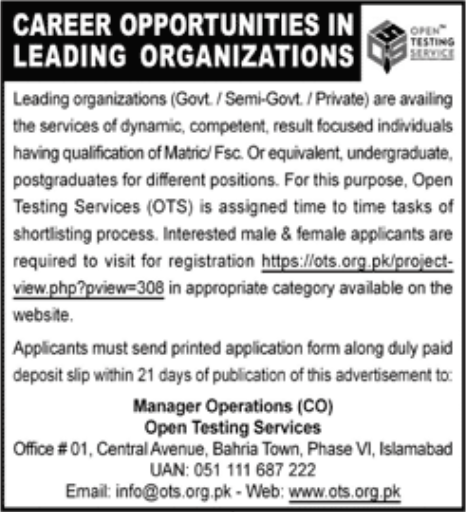 CAREER OPPORTUNITIES IN
LEADING ORGANIZATIONS
OTS
OPEN™
TESTING
SERVICE
Leading organizations (Govt. / Semi-Govt. / Private) are availing
the services of dynamic, competent, result focused individuals
having qualification of Matric/ Fsc. Or equivalent, undergraduate,
postgraduates for different positions. For this purpose, Open
Testing Services (OTS) is assigned time to time tasks of
shortlisting process. Interested male & female applicants are
required to visit for registration https://ots.org.pk/project-
view.php?pview=308 in appropriate category available on the
website.
Applicants must send printed application form along duly paid
deposit slip within 21 days of publication of this advertisement to:
Manager Operations (CO)
Open Testing Services
Office # 01, Central Avenue, Bahria Town, Phase VI, Islamabad
UAN: 051 111 687 222
Email: info@ots.org.pk - Web: www.ots.org.pk